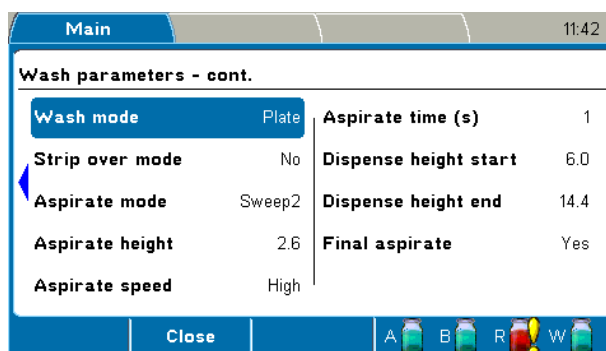 Main 11:42
Wash parameters - cont.
Wash mode Plate
Strip over mode No
Aspirate mode Sweep2
Aspirate height 2.6
Aspirate speed High
Aspirate time (s) 1
Dispense height start 6.0
Dispense height end 14.4
Final aspirate Yes
Close A B R W